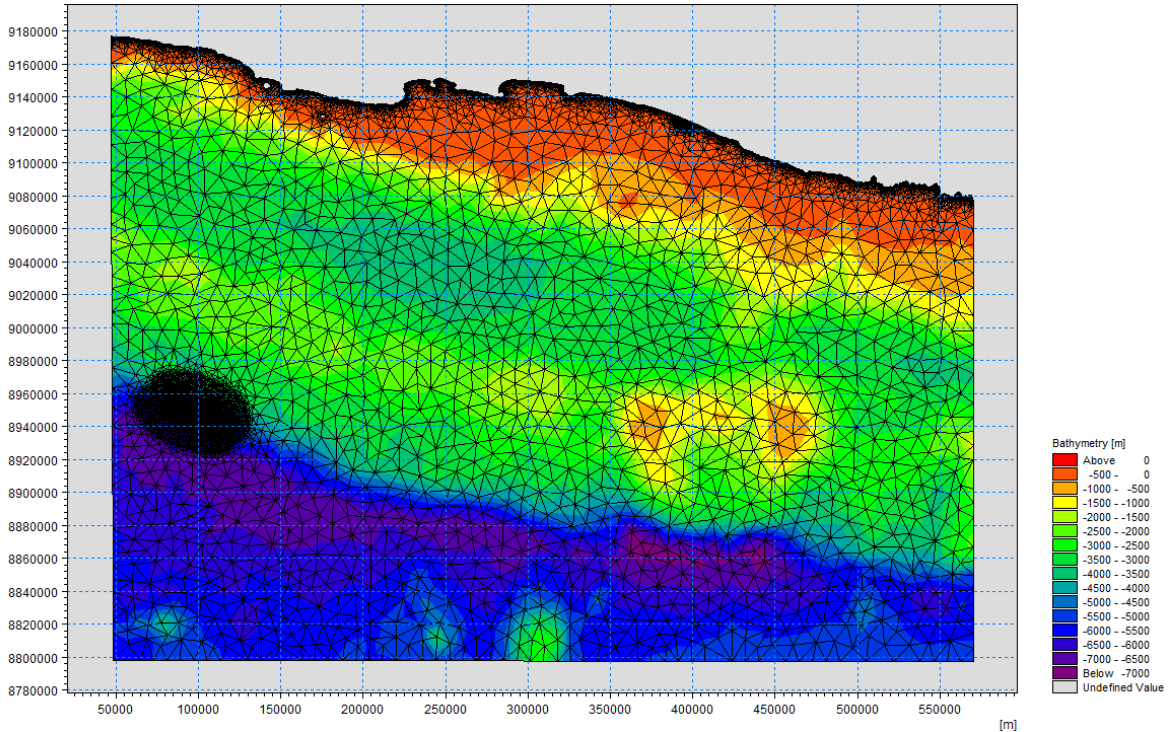 9180000
9160000
9140000
9120000
9100000
9080000
9060000
9040000
9020000
9000000
8980000
8960000
8940000
8920000
8900000
8880000
8860000
8840000
8820000
8800000
8780000
50000 100000 150000 200000 250000 300000 350000 400000 450000 500000 550000
[m]
Bathymetry [m]
Above 0
-500 - 0
-1000 - -500
-1500 - -1000
-2000 - -1500
-2500 - -2000
-3000 - -2500
-3500 - -3000
-4000 - -3500
-4500 - -4000
-5000 - -4500
-5500 - -5000
-6000 - -5500
-6500 - -6000
-7000 - -6500
Below -7000
Undefined Value